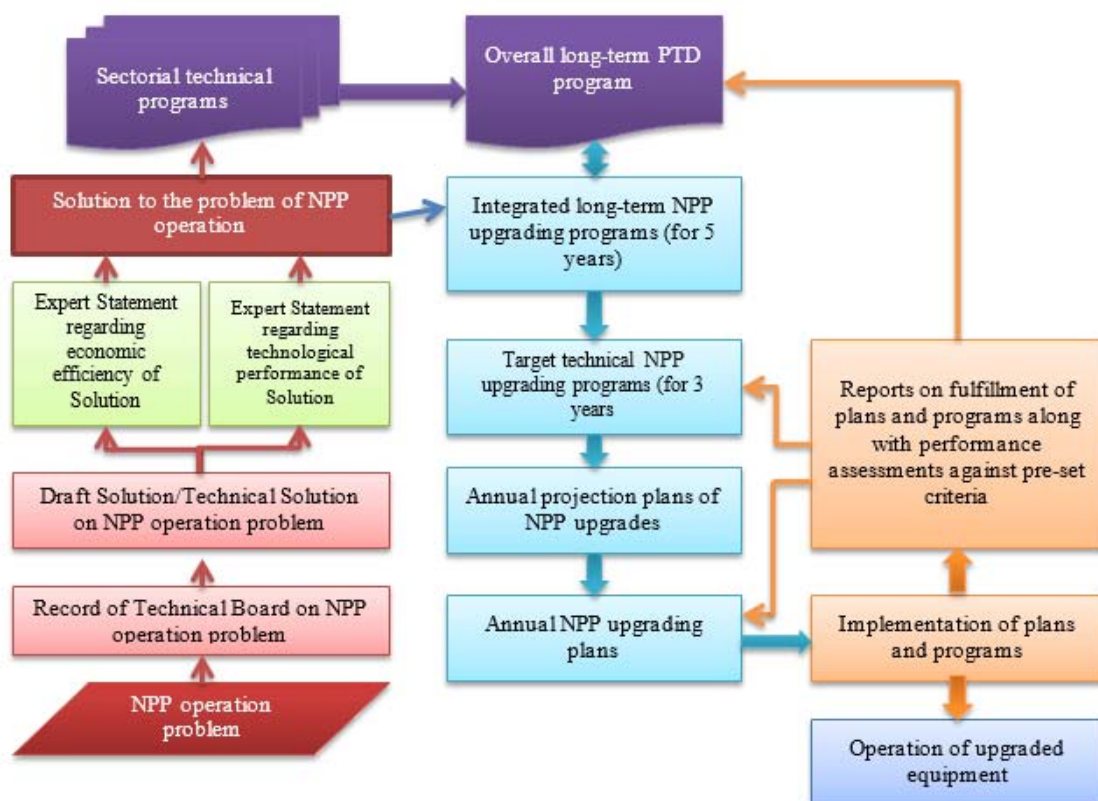 Sectorial technical
programs
Overall long-term PTD
program
Solution to the problem of NPP
operation
Integrated long-term NPP
upgrading programs (for 5
years)
Expert Statement
regarding
economic
efficiency of
Solution
Expert Statement
regarding
technological
performance of
Solution
Target technical NPP
upgrading programs (for 3
years
Reports on fulfillment of
plans and programs along
with performance
assessments against pre-set
criteria
Draft Solution/Technical Solution
on NPP operation problem
Annual projection plans of
NPP upgrades
Record of Technical Board on NPP
operation problem
Annual NPP upgrading
plans
Implementation of plans
and programs
NPP operation
problem
Operation of upgraded
equipment